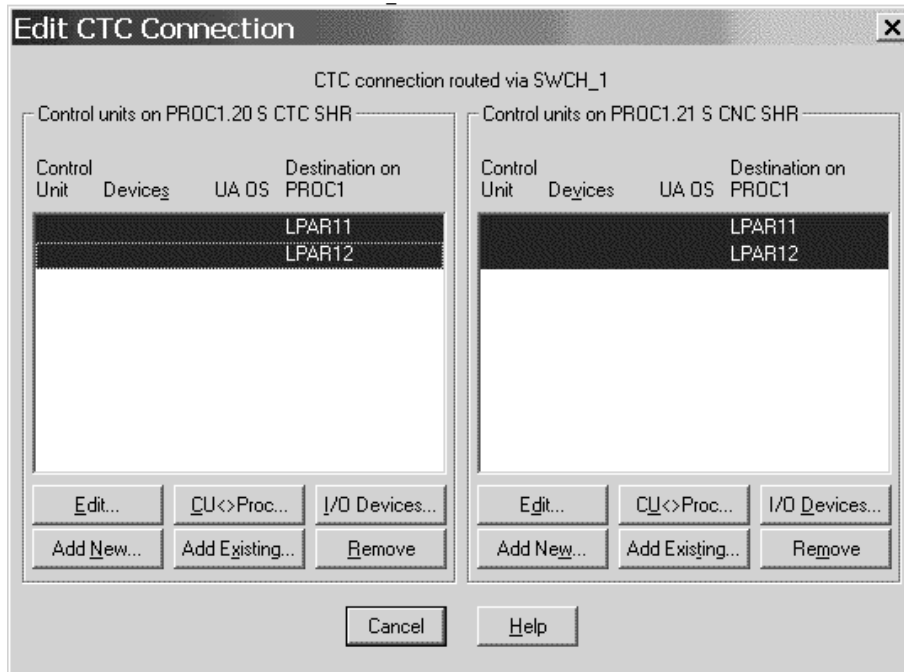 Edit CTC Connection
CTC connection routed via SWCH_1
Control units on PROC1.20 S CTC SHR
Control Unit Devices UA OS Destination on PROC1
LPAR11
LPAR12
Edit... CU<>Proc... I/O Devices...
Add New... Add Existing... Remove
Control units on PROC1.21 S CNC SHR
Control Unit Devices UA OS Destination on PROC1
LPAR11
LPAR12
Edit... CU<>Proc... I/O Devices...
Add New... Add Existing... Remove
Cancel Help